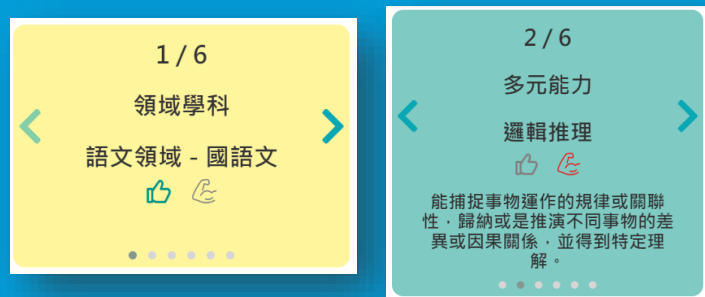 1 / 6
領域學科
語文領域 - 國語文
2 / 6
多元能力
邏輯推理
能捕捉事物運作的規律或關聯
性，歸納或是推演不同事物的差
異或因果關係，並得到特定理
解。